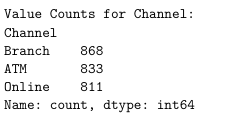 Value Counts for Channel:
Channel
Branch    868
ATM       833
Online    811
Name: count, dtype: int64